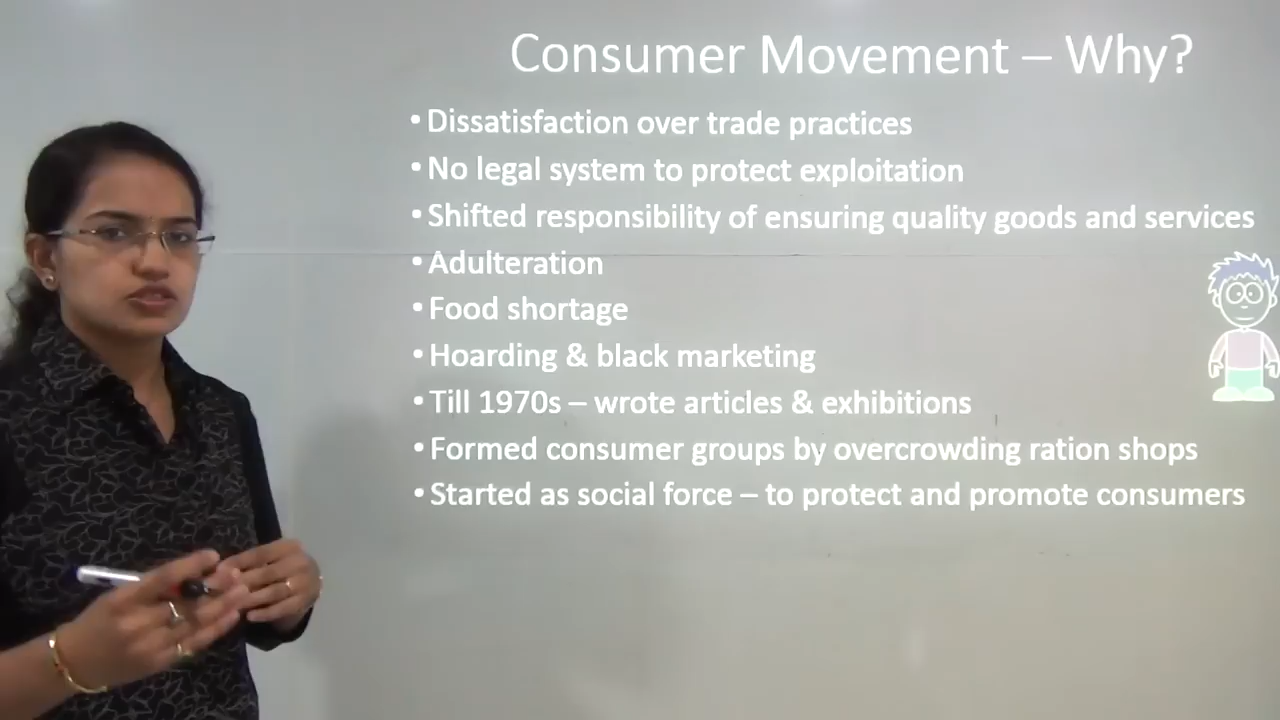 Consumer Movement – Why?
• Dissatisfaction over trade practices
• No legal system to protect exploitation
• Shifted responsibility of ensuring quality goods and services
• Adulteration
• Food shortage
• Hoarding & black marketing
• Till 1970s – wrote articles & exhibitions
• Formed consumer groups by overcrowding ration shops
• Started as social force – to protect and promote consumers